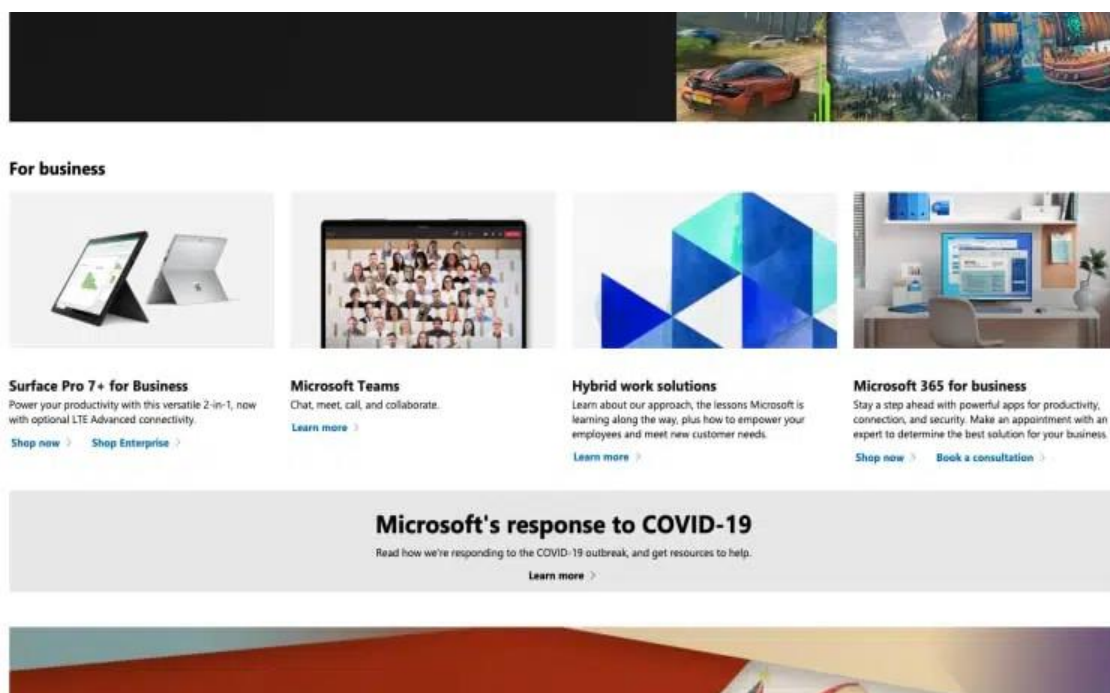 For business
Surface Pro 7+ for Business
Power your productivity with this versatile 2-in-1, now
with optional LTE Advanced connectivity.
Shop now
Shop Enterprise
Microsoft Teams
Chat, meet, call, and collaborate.
Learn more
Hybrid work solutions
Learn about our approach, the lessons Microsoft is
learning along the way, plus how to empower your
employees and meet new customer needs.
Learn more
Microsoft 365 for business
Stay a step ahead with powerful apps for productivity,
connection, and security. Make an appointment with an
expert to determine the best solution for your business.
Shop now
Book a consultation
Microsoft's response to COVID-19
Read how we're responding to the COVID-19 outbreak, and get resources to help.
Learn more